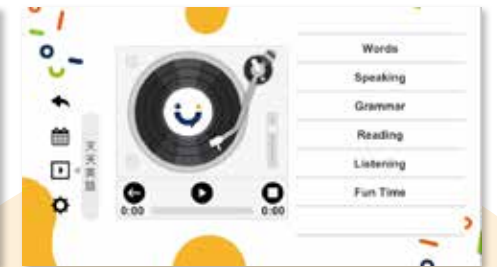 天天英語
0:00
0:00
Words
Speaking
Grammar
Reading
Listening
Fun Time